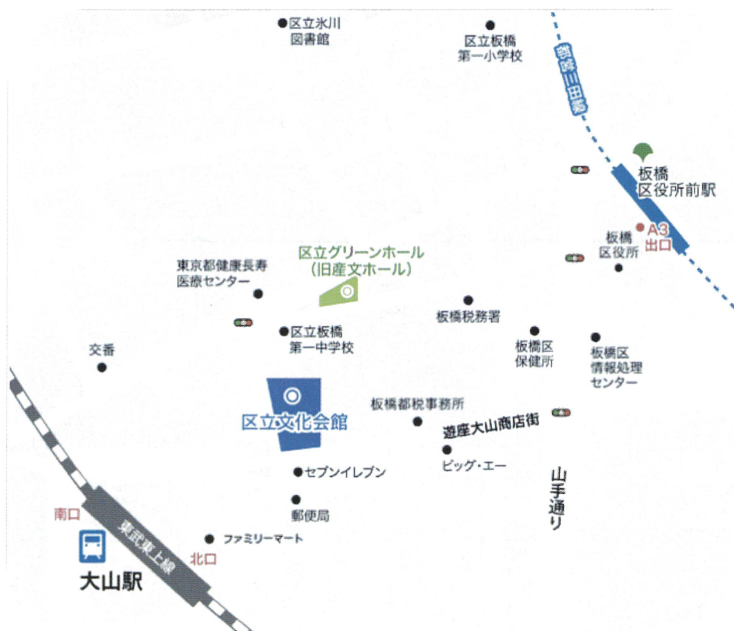 区立氷川
図書館
区立板橋
第一小学校
都営三田線
板橋
区役所前駅
A3
出口
板橋
区役所
区立グリーンホール
(旧産文ホール)
東京都健康長寿
医療センター
板橋税務署
区立板橋
第一中学校
板橋区
保健所
板橋区
情報処理
センター
交番
区立文化会館
板橋都税事務所
遊座大山商店街
ビッグ・エー
セブンイレブン
山手通り
郵便局
南口
東武東上線
ファミリーマート
北口
大山駅